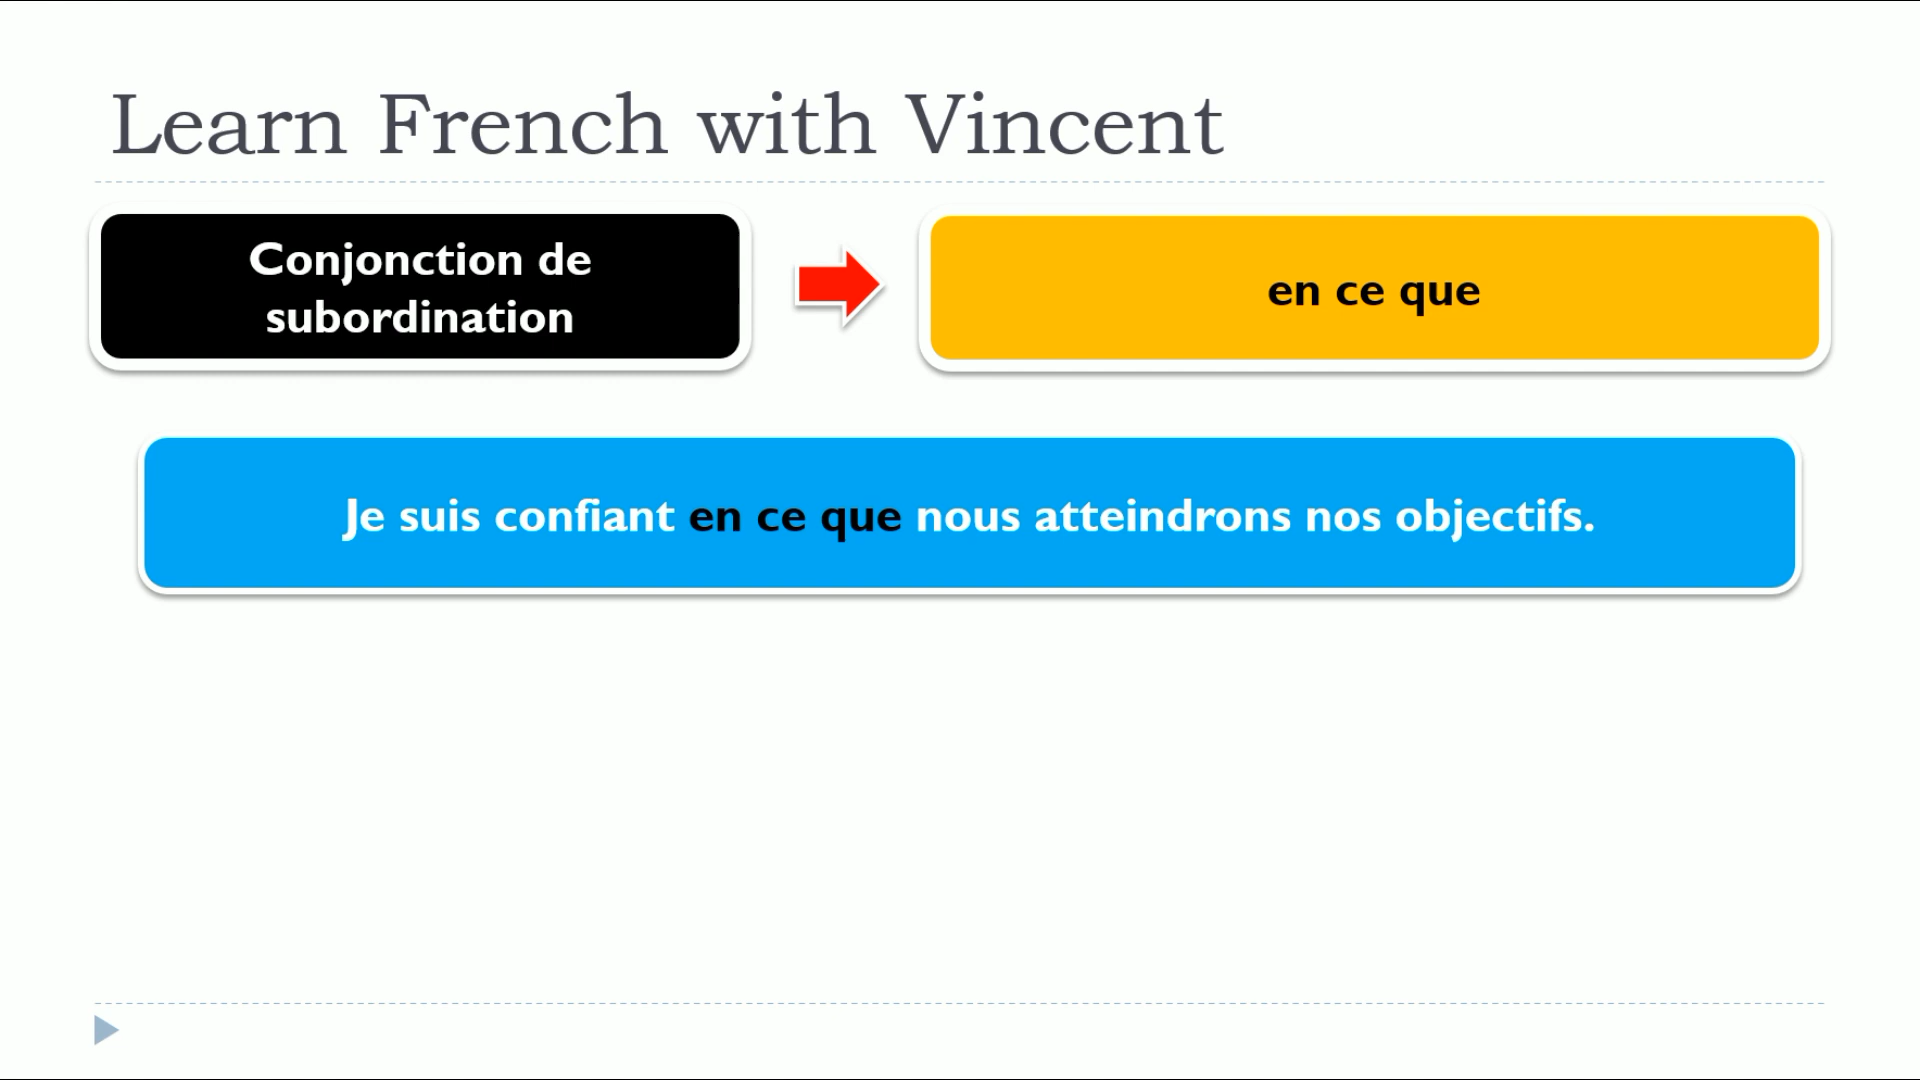 Learn French with Vincent
Conjonction de
subordination
en ce que
Je suis confiant en ce que nous atteindrons nos objectifs.